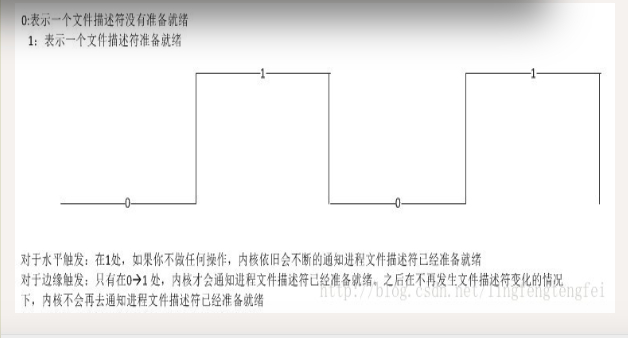 0:表示一个文件描述符没有准备就绪
1：表示一个文件描述符准备就绪
1
1
0
0
对于水平触发：在1处，如果你不做任何操作，内核依旧会不断的通知进程文件描述符已经准备就绪
对于边缘触发：只有在0→1 处，内核才会通知进程文件描述符已经准备就绪。之后在不再发生文件描述符变化的情况
下，内核不会再去通知进程文件描述符已经准备就绪
http://blog.csdn.net/lingfengtengfei